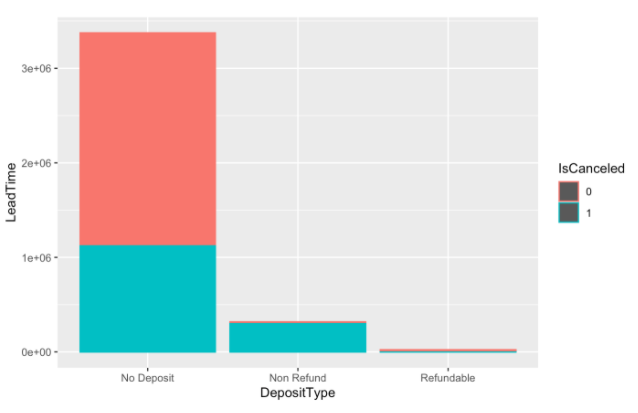 3e+06
2e+06
1e+06
0e+00
LeadTime
No Deposit
Non Refund
Refundable
DepositType
IsCanceled
0
1